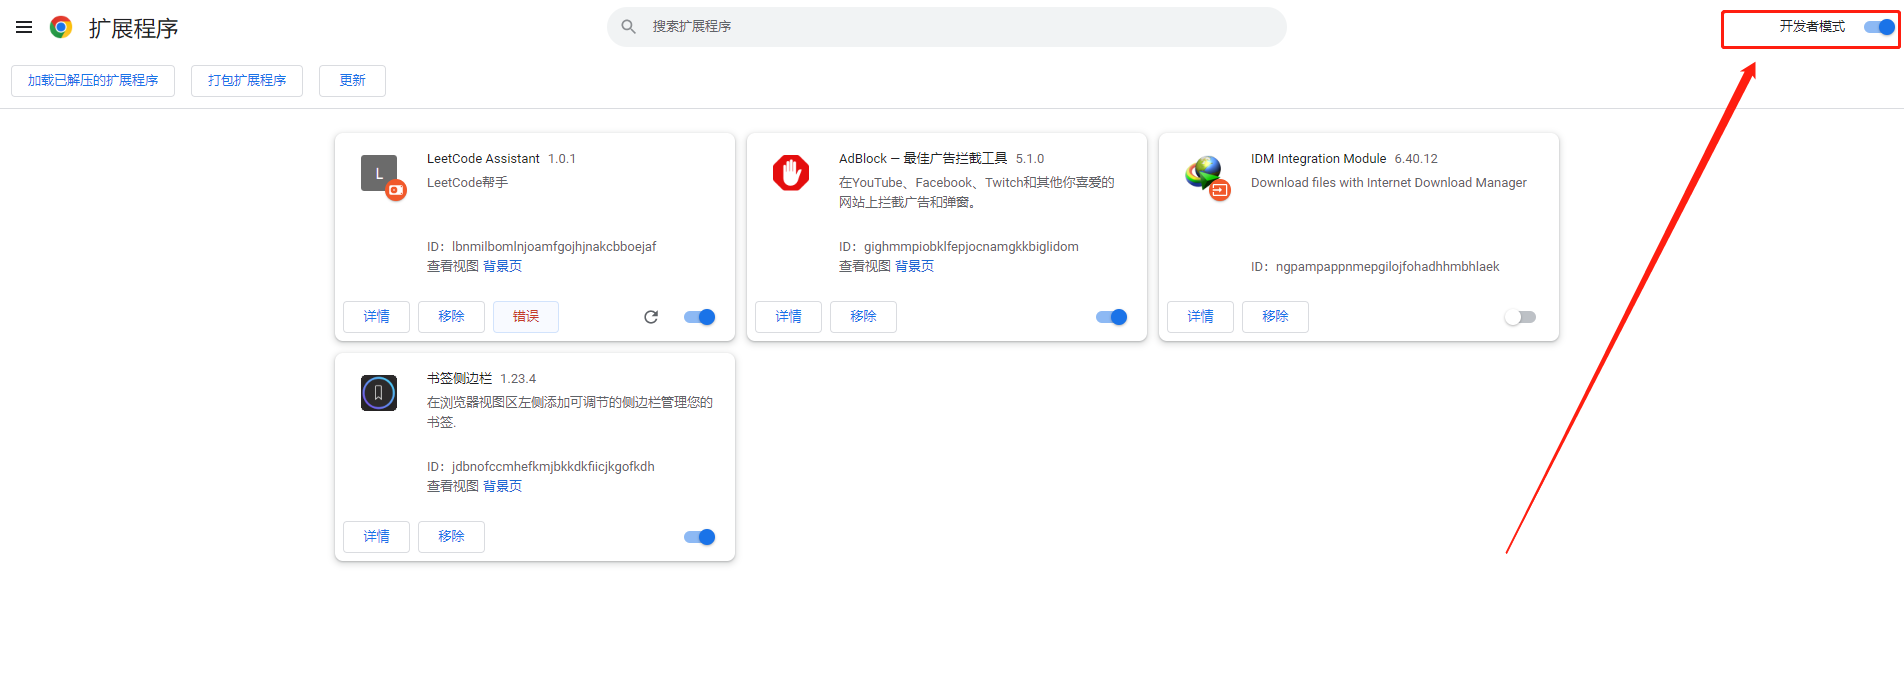 扩展程序
搜索扩展程序
开发者模式
加载已解压的扩展程序
打包扩展程序
更新
L
LeetCode Assistant 1.0.1
LeetCode帮手
ID：lbnmilbomlnjoamfgojhjnakcbboejaf
查看视图 背景页
详情
移除
错误
AdBlock — 最佳广告拦截工具 5.1.0
在YouTube、Facebook、Twitch和其他你喜爱的
网站上拦截广告和弹窗。
ID：gighmmpiobklfepjocnamgkkbiglidom
查看视图 背景页
详情
移除
IDM Integration Module 6.40.12
Download files with Internet Download Manager
ID：ngpampappnmepgilojfohadhhmbhlaek
详情
移除
书签侧边栏 1.23.4
在浏览器视图区左侧添加可调节的侧边栏管理您的
书签.
ID：jdbnofccmhefkmjbkkdkfiicjkgofkdh
查看视图 背景页
详情
移除